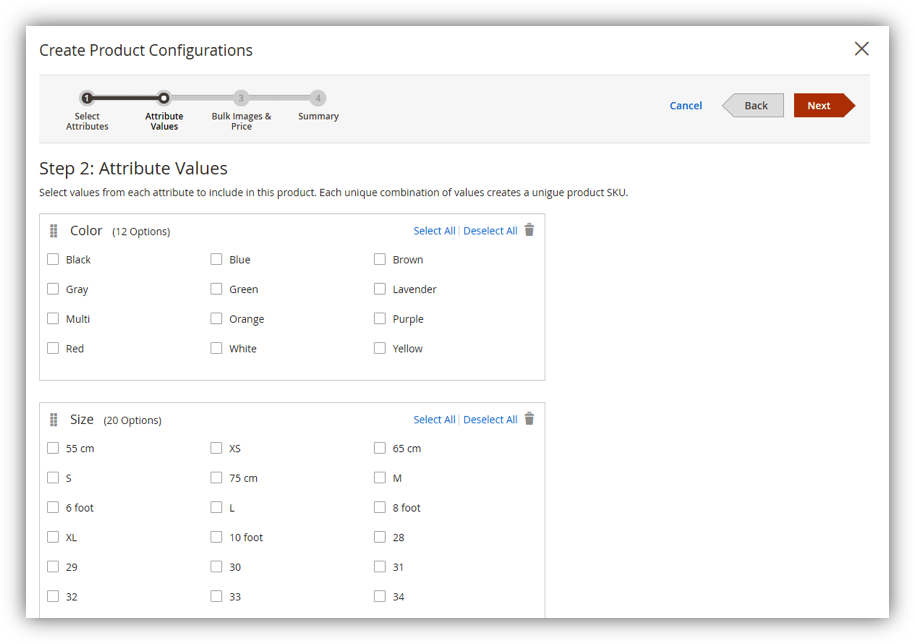 Create Product Configurations
1 2 3 4
Select Attributes
Attribute Values
Bulk Images & Price
Summary
Cancel Back Next
Step 2: Attribute Values
Select values from each attribute to include in this product. Each unique combination of values creates a unigue product SKU.
Color (12 Options) Select All | Deselect All
Black Blue Brown
Gray Green Lavender
Multi Orange Purple
Red White Yellow
Size (20 Options) Select All | Deselect All
55 cm XS 65 cm
S 75 cm M
6 foot L 8 foot
XL 10 foot 28
29 30 31
32 33 34